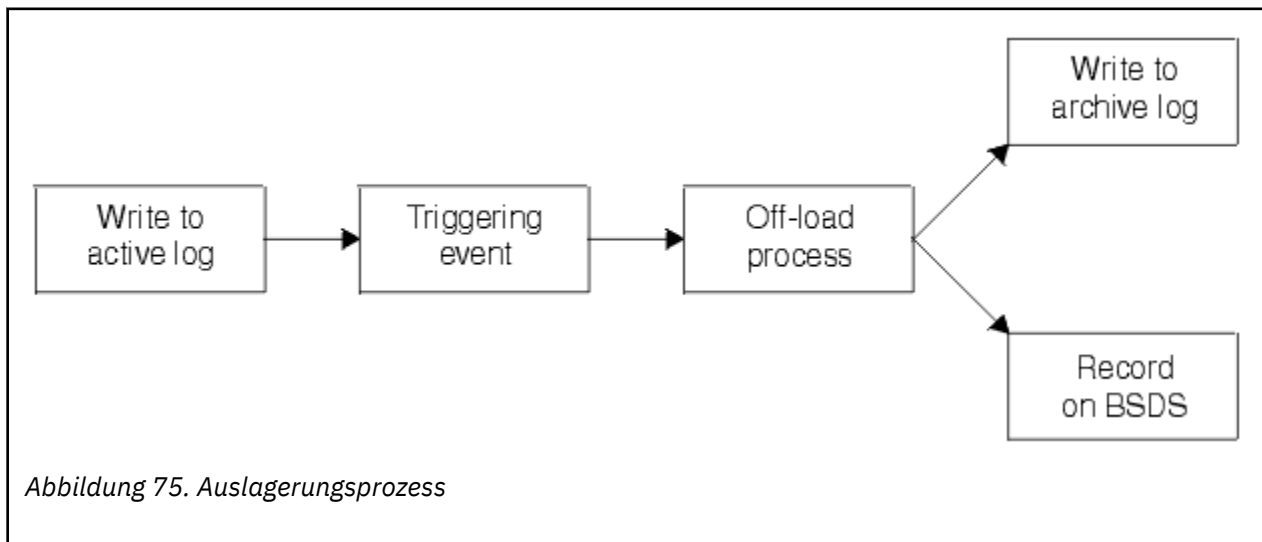 Write to
active log
Triggering
event
Off-load
process
Write to
archive log
Record
on BSDS
Abbildung 75. Auslagerungsprozess